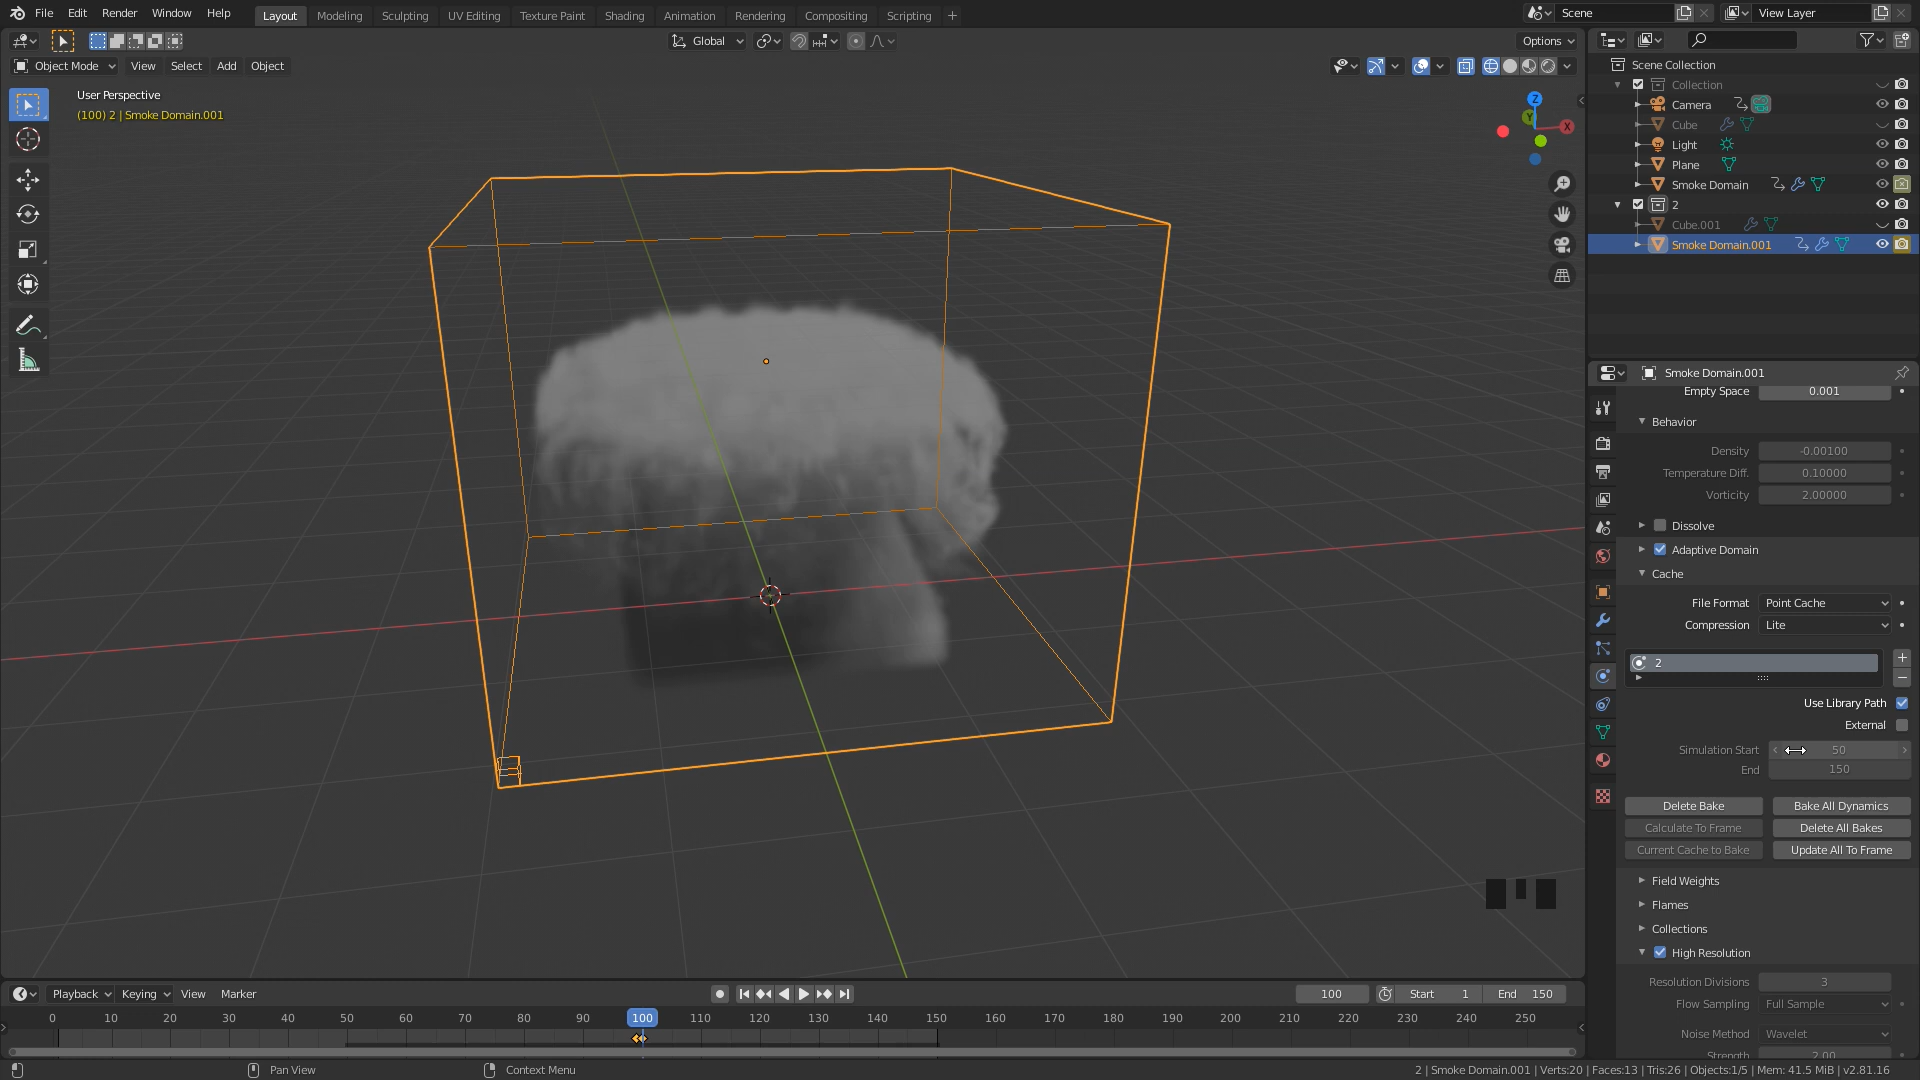 File Edit Render Window Help Layout Modeling Sculpting UV Editing Texture Paint Shading Animation Rendering Compositing Scripting + Scene View Layer
Global Options
Object Mode View Select Add Object
User Perspective
(100) 2 | Smoke Domain.001
Z
Y
X
Scene Collection
Collection
Camera
Cube
Light
Plane
Smoke Domain
2
Cube.001
Smoke Domain.001
Smoke Domain.001
Empty Space 0.001
Behavior
Density -0.00100
Temperature Diff. 0.10000
Vorticity 2.00000
Dissolve
Adaptive Domain
Cache
File Format Point Cache
Compression Lite
2
Use Library Path
External
Simulation Start 50
End 150
Delete Bake Bake All Dynamics
Calculate To Frame Delete All Bakes
Current Cache to Bake Update All To Frame
Field Weights
Flames
Collections
High Resolution
Resolution Divisions 3
Flow Sampling Full Sample
Noise Method Wavelet
Strength 2.00
Playback Keying View Marker 100 Start 1 End 150
0 10 20 30 40 50 60 70 80 90 100 110 120 130 140 150 160 170 180 190 200 210 220 230 240 250
Pan View Context Menu 2 | Smoke Domain.001 | Verts:20 | Faces:13 | Tris:26 | Objects:1/5 | Mem: 41.5 MiB | v2.81.16